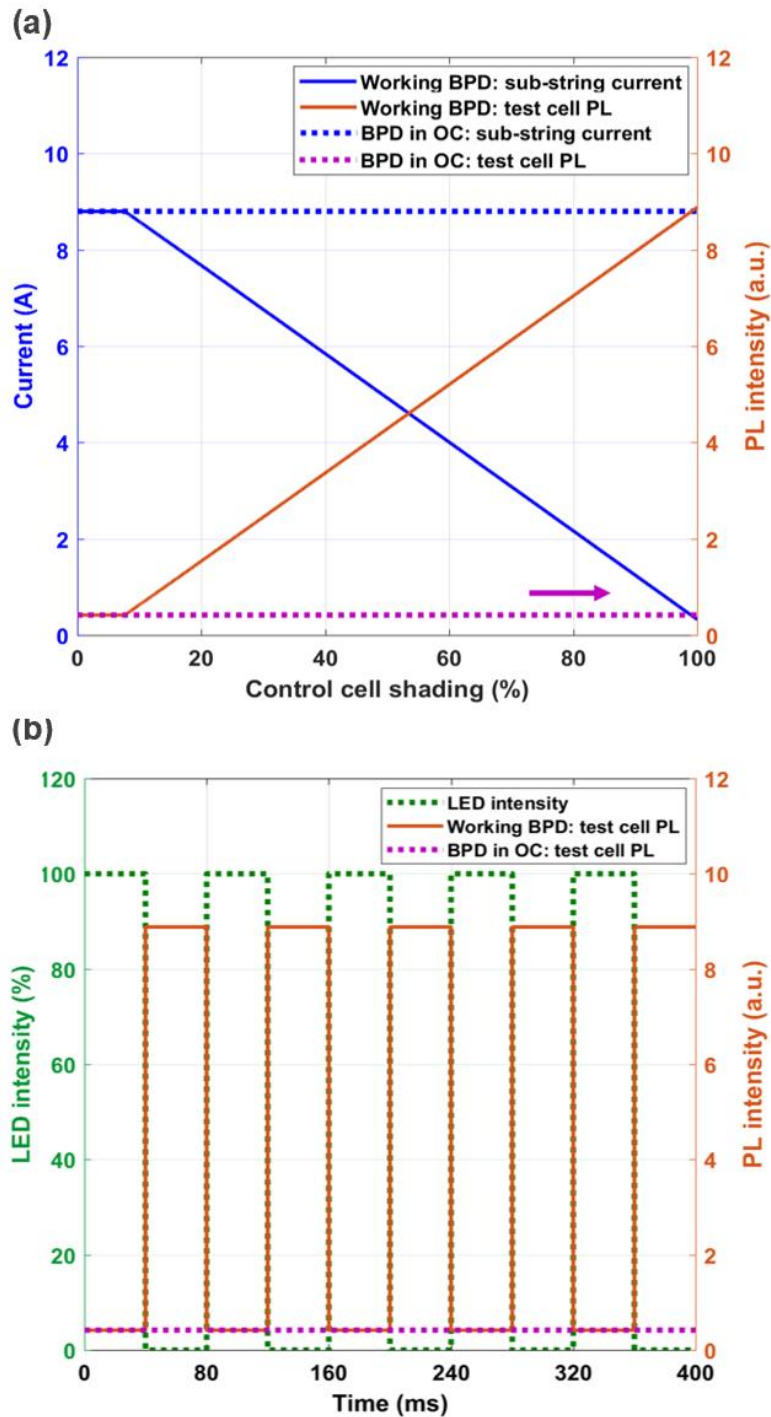 (a)
12
10
8
6
4
2
0
Current (A)
Working BPD: sub-string current
Working BPD: test cell PL
BPD in OC: sub-string current
BPD in OC: test cell PL
12
10
8
6
4
2
0
PL intensity (a.u.)
0 20 40 60 80 100
Control cell shading (%)
(b)
120
100
80
60
40
20
0
LED intensity (%)
LED intensity
Working BPD: test cell PL
BPD in OC: test cell PL
12
10
8
6
4
2
0
PL intensity (a.u.)
0 80 160 240 320 400
Time (ms)